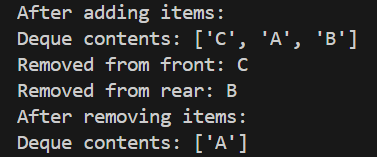 After adding items:
Deque contents: ['C', 'A', 'B']
Removed from front: C
Removed from rear: B
After removing items:
Deque contents: ['A']